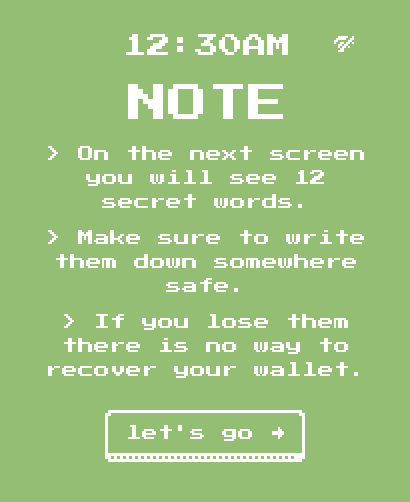 12:30AM
NOTE
> On the next screen
you will see 12
secret words.
> Make sure to write
them down somewhere
safe.
> If you lose them
there is no way to
recover your wallet.
let's go →